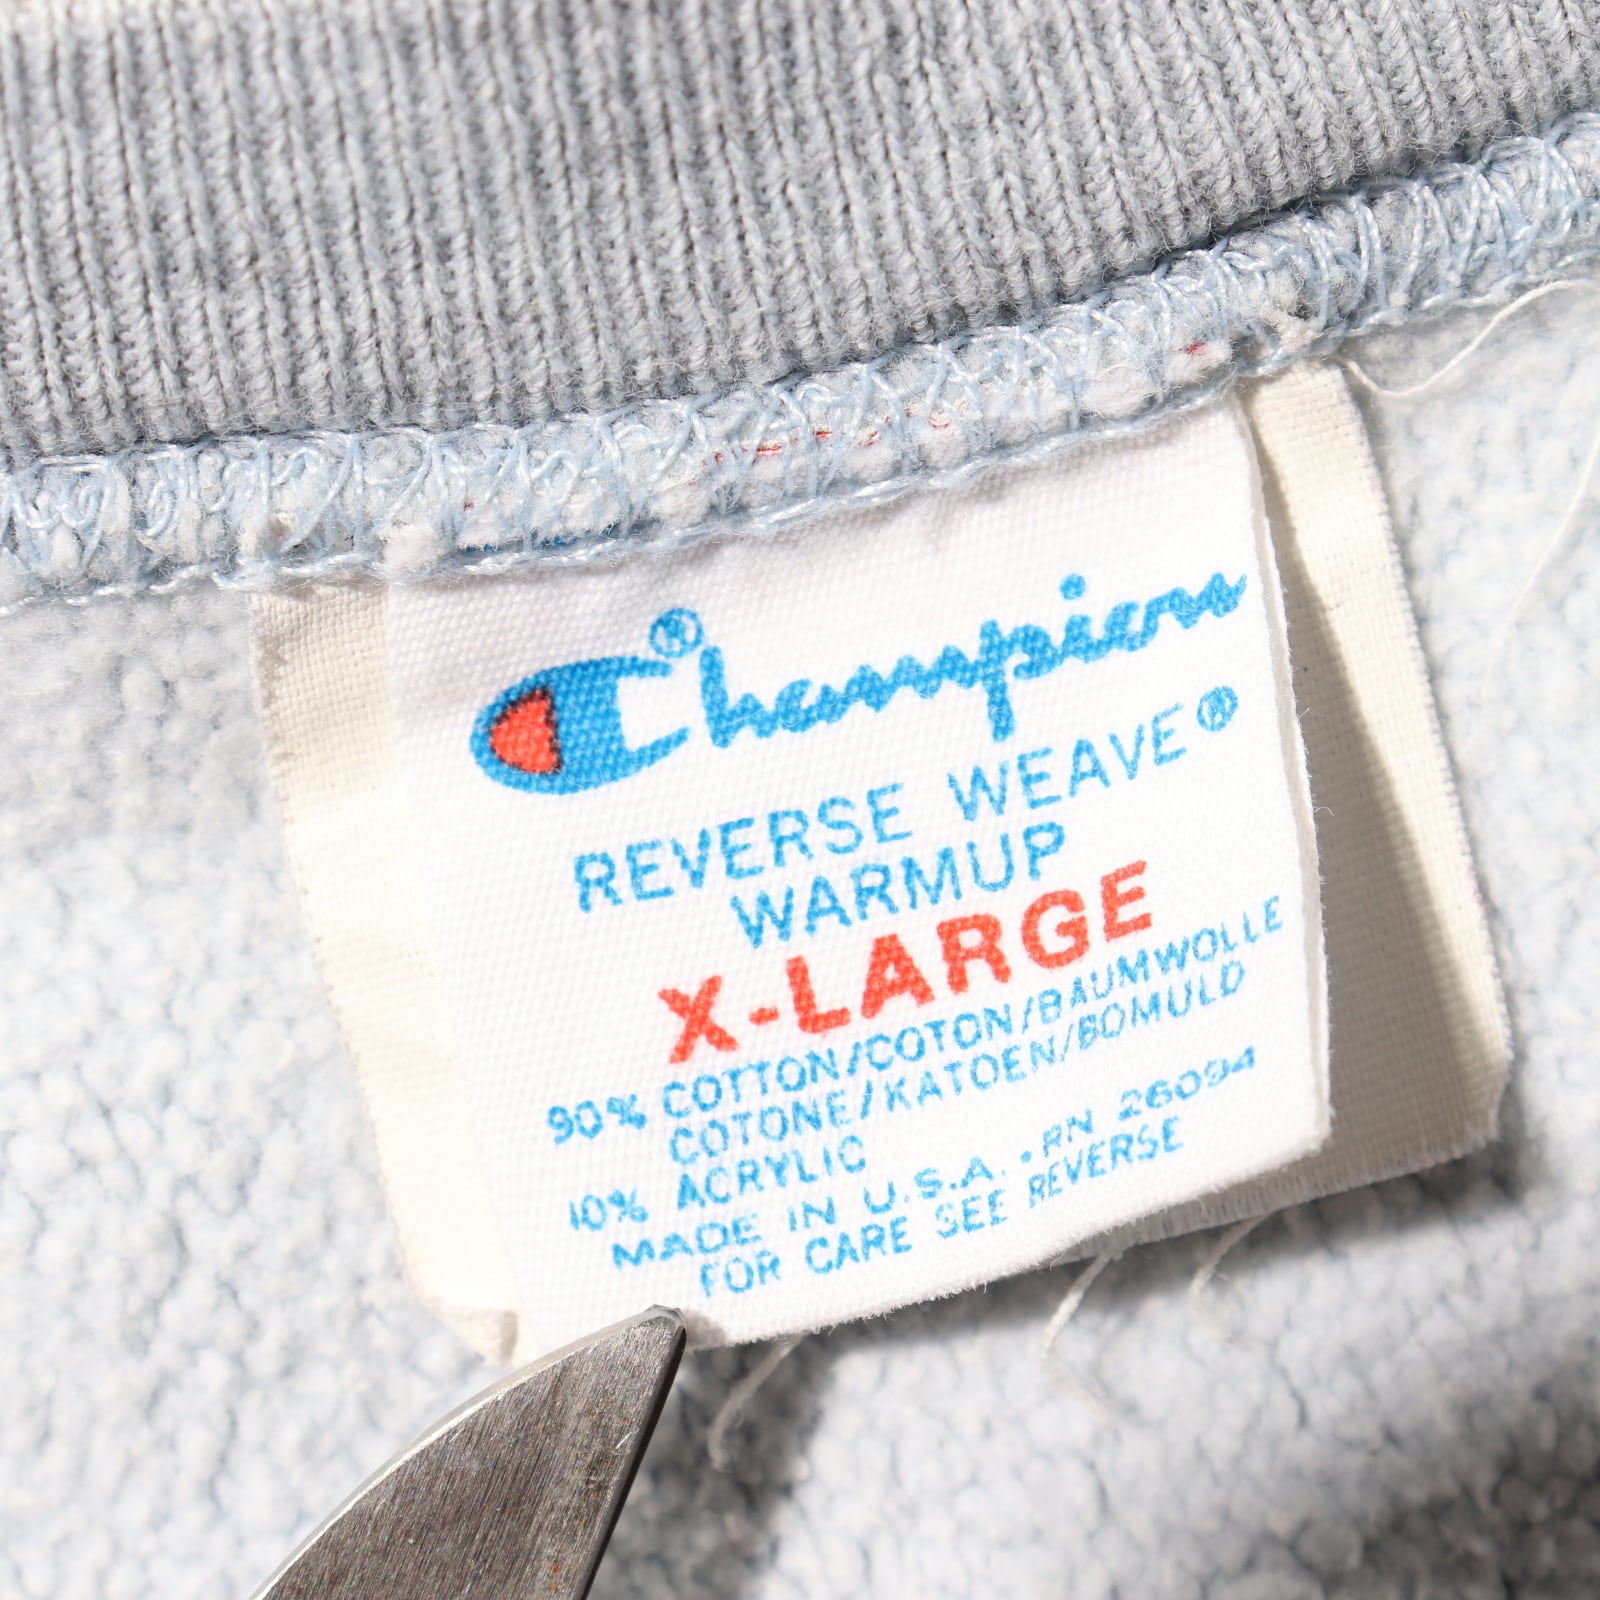 Champion®
REVERSE WEAVE®
WARMUP
X-LARGE
90% COTTON/COTON/BAUMWOLLE
COTONE/KATOEN/BOMULD
10% ACRYLIC
MADE IN U.S.A. • RN 26094
FOR CARE SEE REVERSE